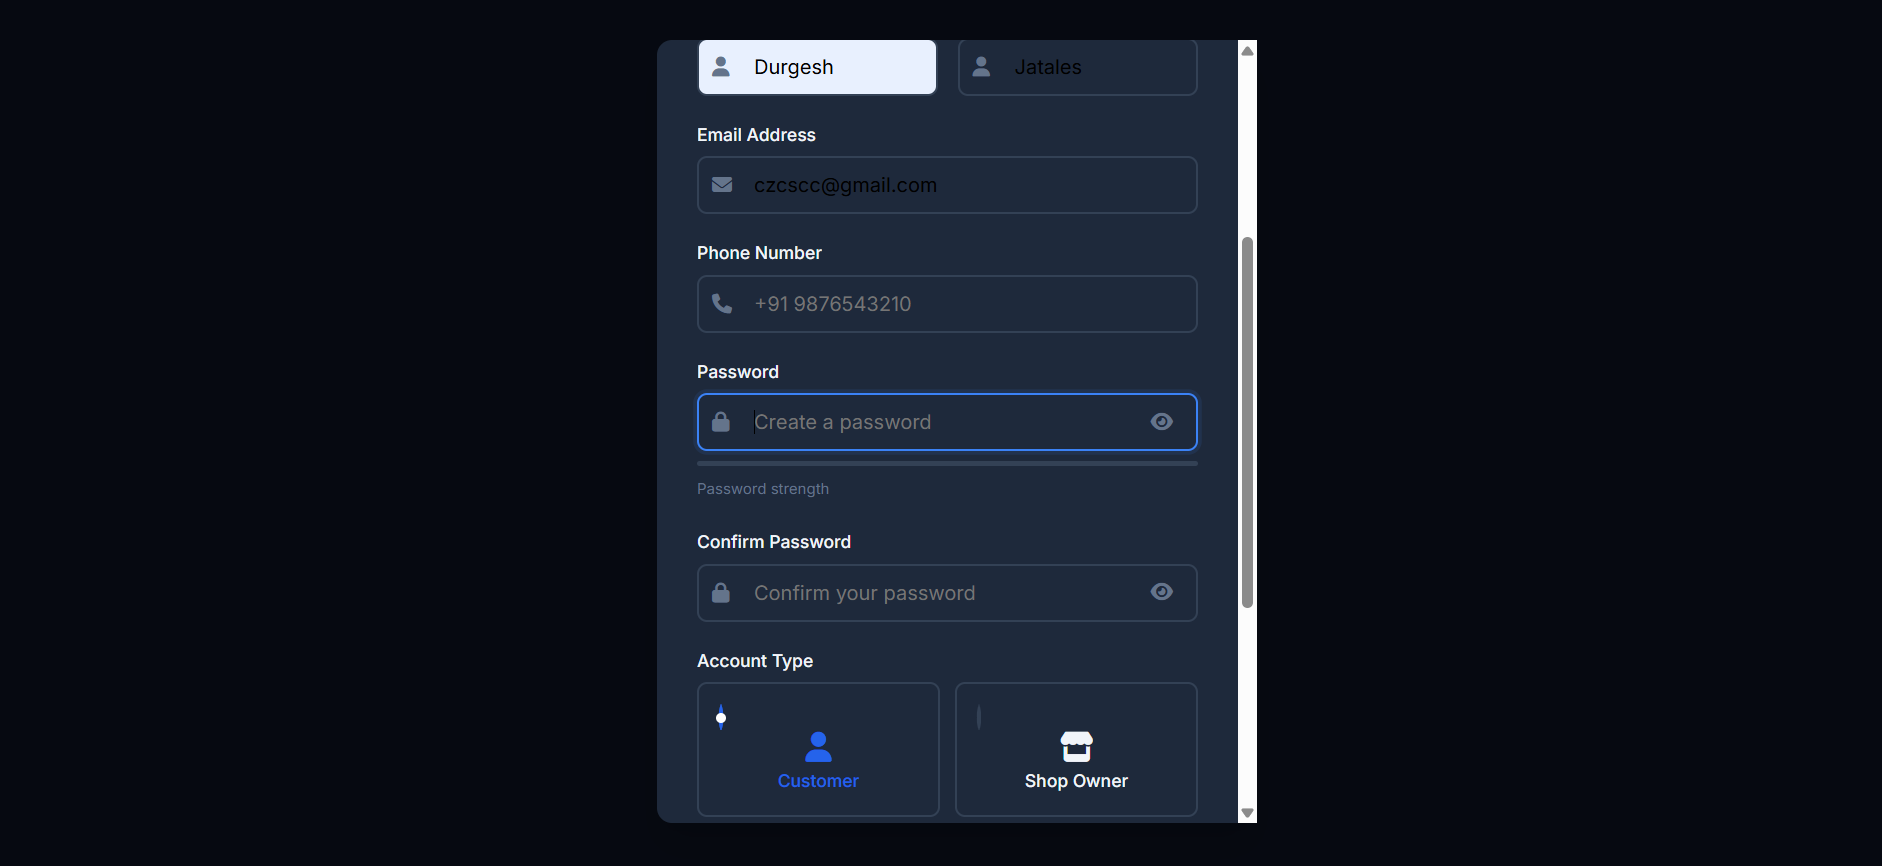 Durgesh Jatales
Email Address
czcscc@gmail.com
Phone Number
+91 9876543210
Password
Create a password
Password strength
Confirm Password
Confirm your password
Account Type
Customer Shop Owner